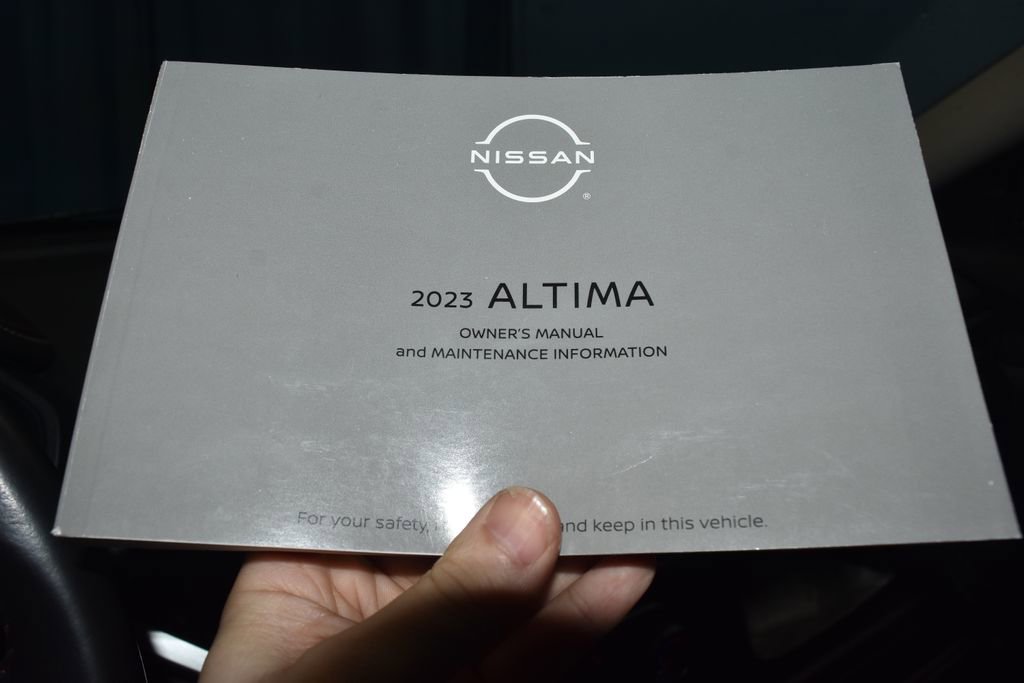 NISSAN
®
2023 ALTIMA
OWNER'S MANUAL
and MAINTENANCE INFORMATION
For your safety, and keep in this vehicle.